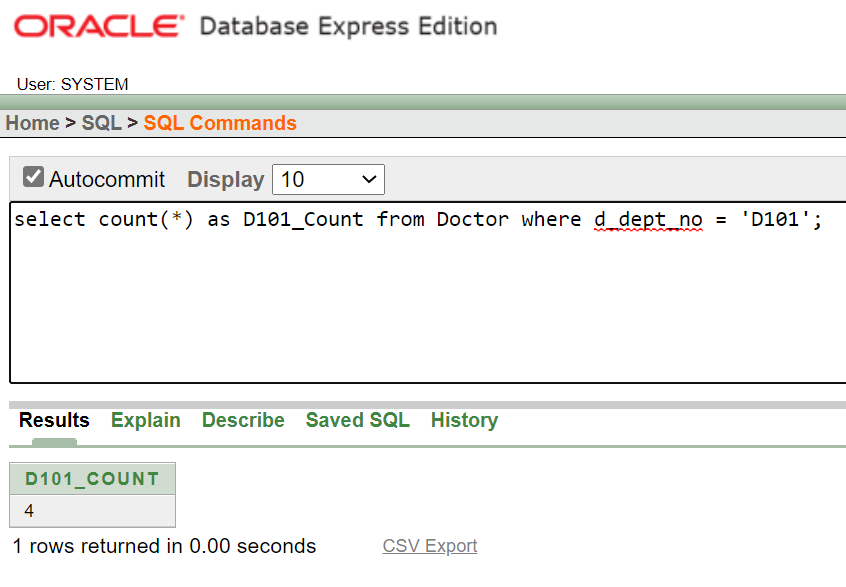 ORACLE Database Express Edition
User: SYSTEM
Home > SQL > SQL Commands
Autocommit Display 10
select count(*) as D101_Count from Doctor where d_dept_no = 'D101';
Results Explain Describe Saved SQL History
D101_COUNT
4
1 rows returned in 0.00 seconds CSV Export